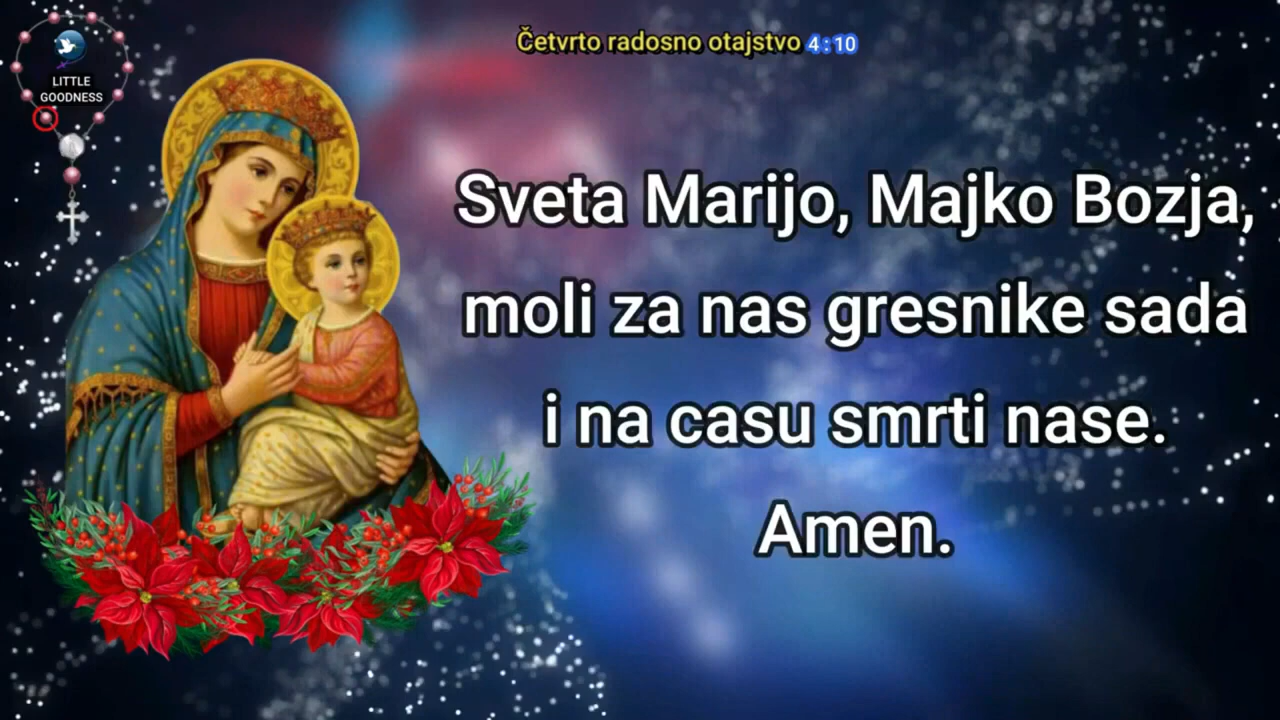 LITTLE
GOODNESS
Četvrto radosno otajstvo 4:10
Sveta Marijo, Majko Bozja,
moli za nas gresnike sada
i na casu smrti nase.
Amen.